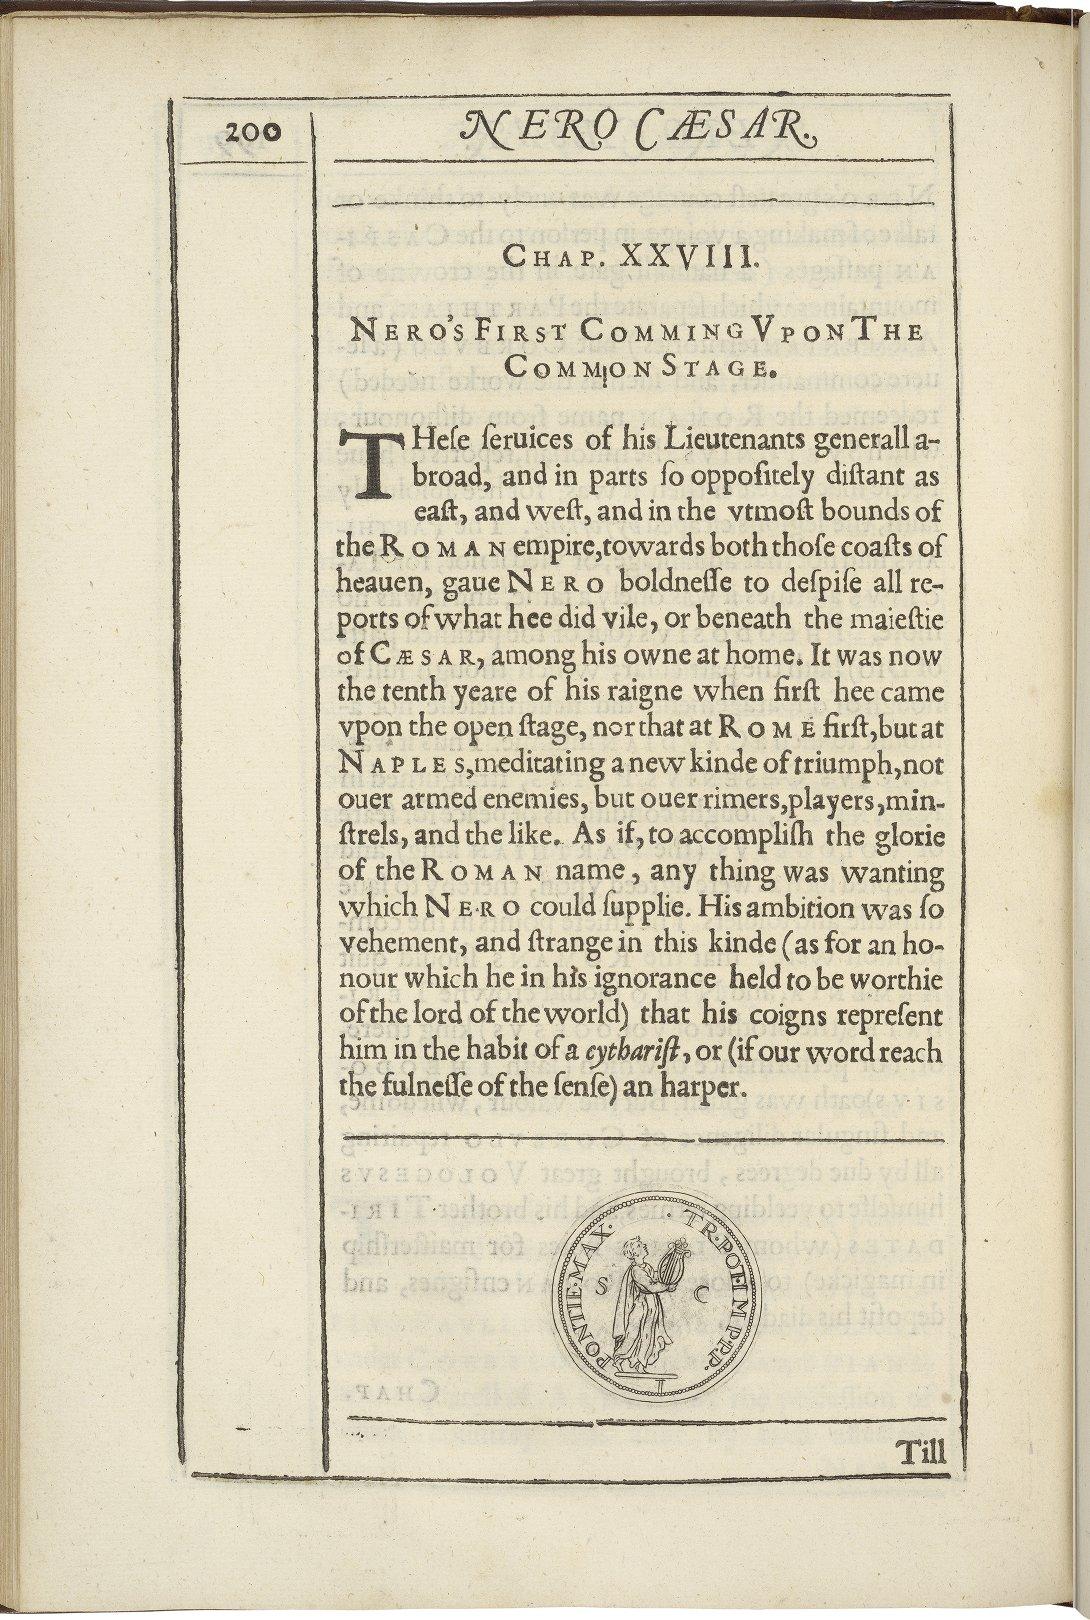 200
NERO CÆSAR.
CHAP. XXVIII.
NERO'S FIRST COMMING VPON THE
COMMON STAGE.
THeſe ſeruices of his Lieutenants generall a-
broad, and in parts ſo oppoſitely diſtant as
eaſt, and weſt, and in the vtmoſt bounds of
the ROMAN empire, towards both thoſe coaſts of
heauen, gaue NERO boldneſſe to deſpiſe all re-
ports of what hee did vile, or beneath the maieſtie
of CÆSAR, among his owne at home. It was now
the tenth yeare of his raigne when firſt hee came
vpon the open ſtage, nor that at ROME firſt, but at
NAPLES, meditating a new kinde of triumph, not
ouer armed enemies, but ouer rimers, players, min-
ſtrels, and the like. As if, to accompliſh the glorie
of the ROMAN name, any thing was wanting
which NERO could ſupplie. His ambition was ſo
vehement, and ſtrange in this kinde (as for an ho-
nour which he in his ignorance held to be worthie
of the lord of the world) that his coigns repreſent
him in the habit of a cythariſt, or (if our word reach
the fulneſſe of the ſenſe) an harper.
PONTIF·MAX· TR·POT·IMP·P·P·
S C
I
Till